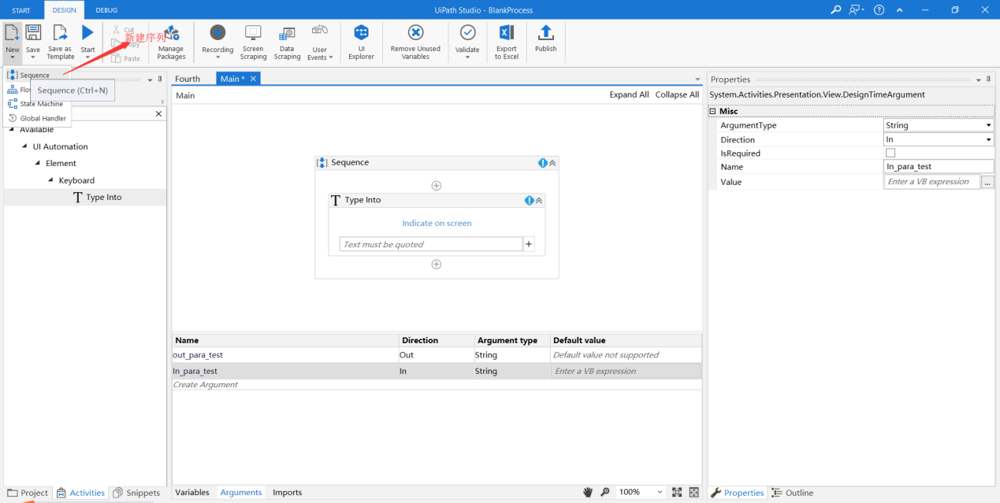 START DESIGN DEBUG UiPath Studio - BlankProcess
New Save Save as Template Start
Cut
Copy
Paste
新建序列
Manage Packages
Recording
Screen Scraping
Data Scraping
User Events
UI Explorer
Remove Unused Variables
Validate
Export to Excel
Publish
Sequence
Sequence (Ctrl+N)
Flo
State Machine
Global Handler
Available
UI Automation
Element
Keyboard
Type Into
Fourth Main *
Main Expand All Collapse All
Sequence
Type Into
Indicate on screen
Text must be quoted
Name Direction Argument type Default value
out_para_test Out String Default value not supported
In_para_test In String Enter a VB expression
Create Argument
Variables Arguments Imports 100%
Properties
System.Activities.Presentation.View.DesignTimeArgument
Misc
ArgumentType String
Direction In
IsRequired
Name In_para_test
Value Enter a VB expression ...
Project Activities Snippets
Properties Outline